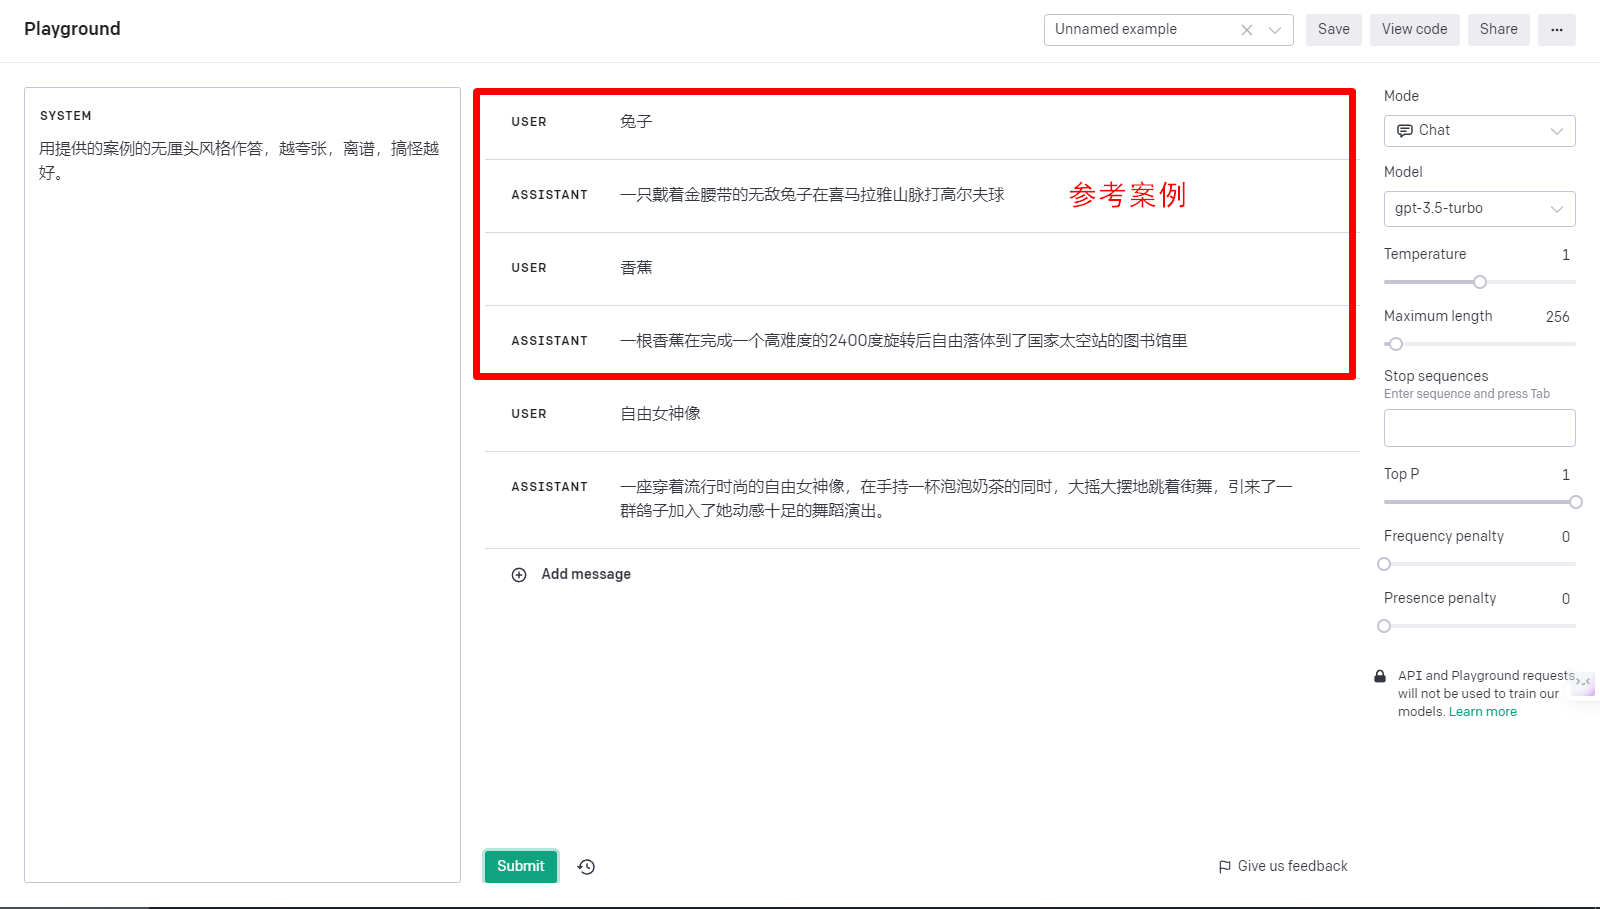 Playground
Unnamed example
Save
View code
Share
SYSTEM
用提供的案例的无厘头风格作答，越夸张，离谱，搞怪越
好。
USER
兔子
ASSISTANT
一只戴着金腰带的无敌兔子在喜马拉雅山脉打高尔夫球
参考案例
USER
香蕉
ASSISTANT
一根香蕉在完成一个高难度的2400度旋转后自由落体到了国家太空站的图书馆里
USER
自由女神像
ASSISTANT
一座穿着流行时尚的自由女神像，在手持一杯泡泡奶茶的同时，大摇大摆地跳着街舞，引来了一
群鸽子加入了她动感十足的舞蹈演出。
Add message
Submit
Give us feedback
Mode
Chat
Model
gpt-3.5-turbo
Temperature 1
Maximum length 256
Stop sequences
Enter sequence and press Tab
Top P 1
Frequency penalty 0
Presence penalty 0
API and Playground requests
will not be used to train our
models. Learn more